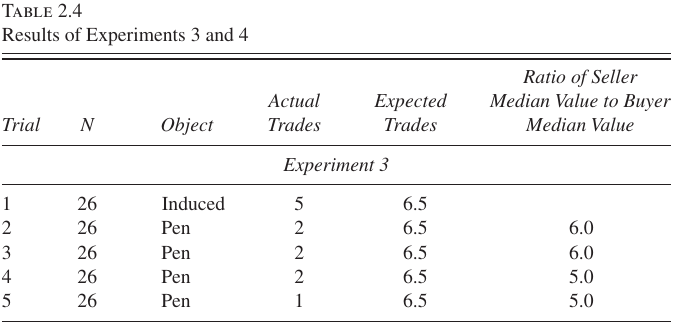 TABLE 2.4
Results of Experiments 3 and 4
Ratio of Seller
Actual Expected Median Value to Buyer
Trial N Object Trades Trades Median Value
Experiment 3
1 26 Induced 5 6.5
2 26 Pen 2 6.5 6.0
3 26 Pen 2 6.5 6.0
4 26 Pen 2 6.5 5.0
5 26 Pen 1 6.5 5.0